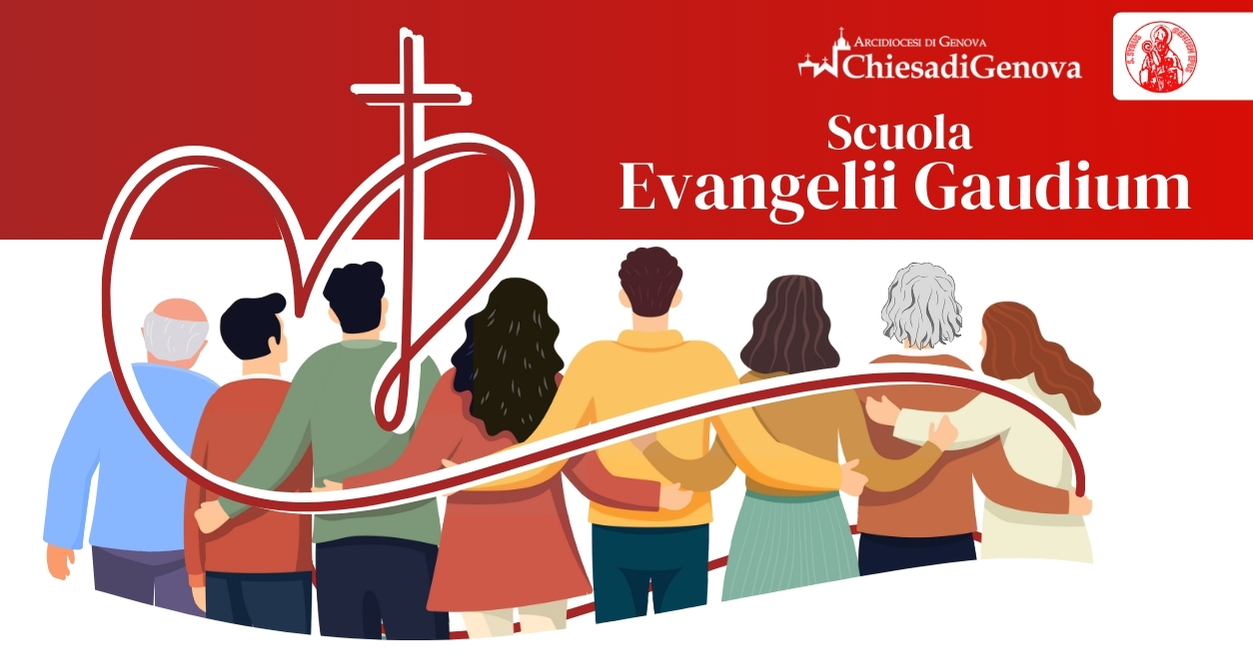 Arcidiocesi di Genova
ChiesadiGenova
Scuola
Evangelii Gaudium